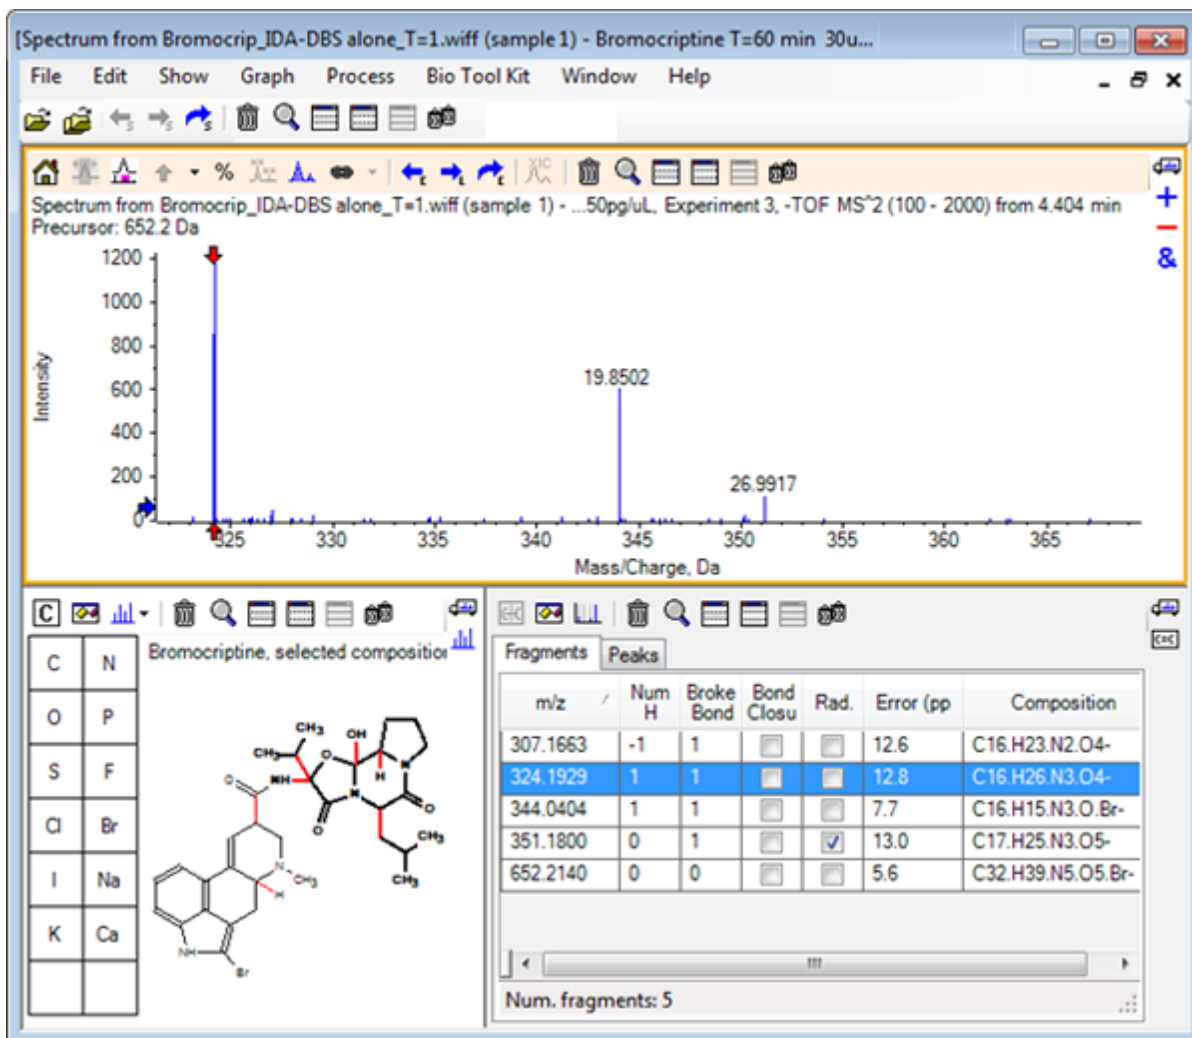 [Spectrum from Bromocrip_IDA-DBS alone_T=1.wiff (sample 1) - Bromocriptine T=60 min 30u...
File Edit Show Graph Process Bio Tool Kit Window Help
%
XIC
Spectrum from Bromocrip_IDA-DBS alone_T=1.wiff (sample 1) - ...50pg/uL, Experiment 3, -TOF MS^2 (100 - 2000) from 4.404 min
Precursor: 652.2 Da
+
&
1200
1000
800
600
400
200
0
Intensity
19.8502
26.9917
325 330 335 340 345 350 355 360 365
Mass/Charge, Da
C
C N
O P
S F
Cl Br
I Na
K Ca
Bromocriptine, selected composition
CH3
CH3
OH
O
H
N
O
NH
O
N
O
CH3
CH3
N
CH3
H
NH
Br
Fragments Peaks
m/z Num H Broke Bond Bond Closu Rad. Error (pp Composition
307.1663 -1 1 12.6 C16.H23.N2.O4-
324.1929 1 1 12.8 C16.H26.N3.O4-
344.0404 1 1 7.7 C16.H15.N3.O.Br-
351.1800 0 1 13.0 C17.H25.N3.O5-
652.2140 0 0 5.6 C32.H39.N5.O5.Br-
Num. fragments: 5